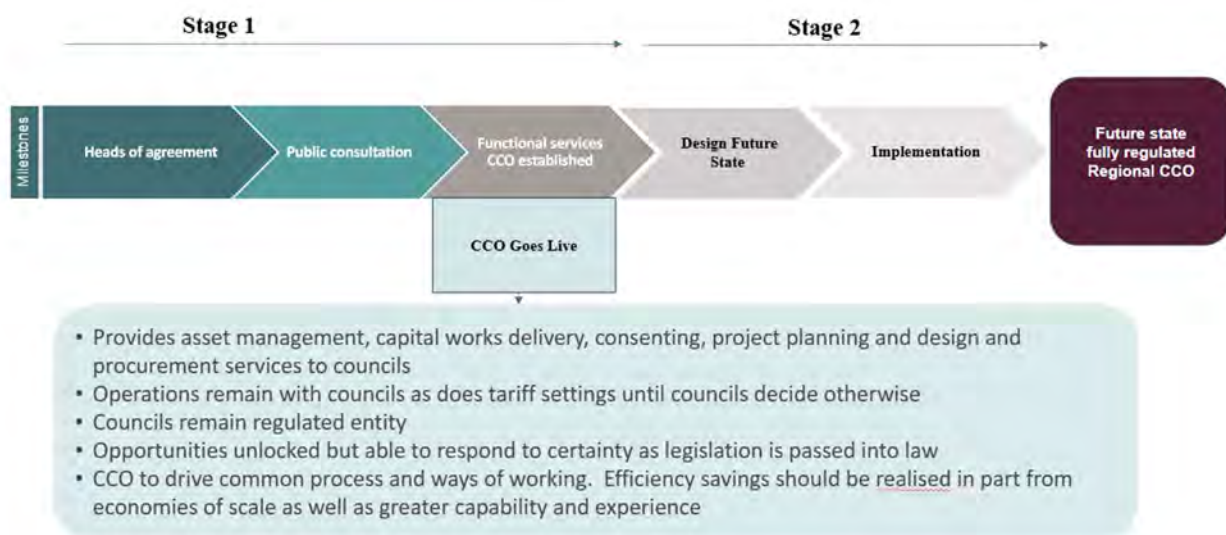 Stage 1
Stage 2
Milestones
Heads of agreement
Public consultation
Functional services
CCO established
Design Future
State
Implementation
Future state
fully regulated
Regional CCO
CCO Goes Live
• Provides asset management, capital works delivery, consenting, project planning and design and
procurement services to councils
• Operations remain with councils as does tariff settings until councils decide otherwise
• Councils remain regulated entity
• Opportunities unlocked but able to respond to certainty as legislation is passed into law
• CCO to drive common process and ways of working.  Efficiency savings should be realised in part from
economies of scale as well as greater capability and experience